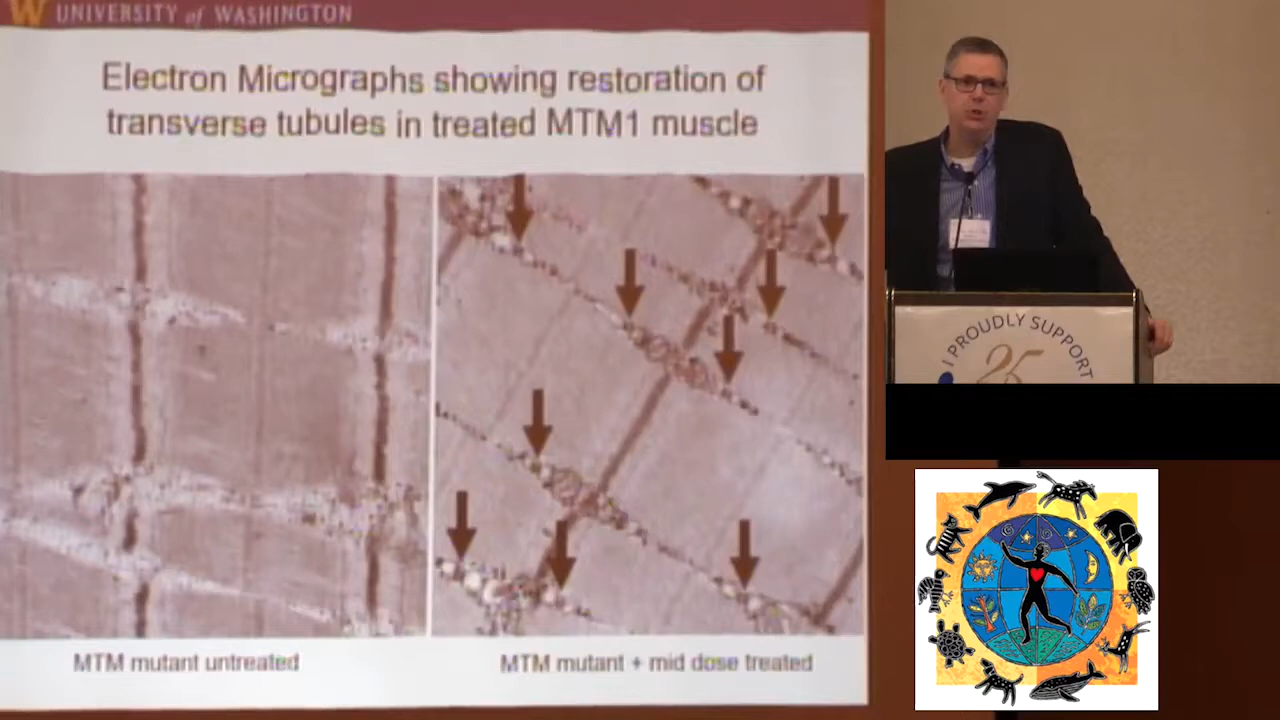 W UNIVERSITY of WASHINGTON
Electron Micrographs showing restoration of
transverse tubules in treated MTM1 muscle
MTM mutant untreated
MTM mutant + mid dose treated
I PROUDLY SUPPORT
25